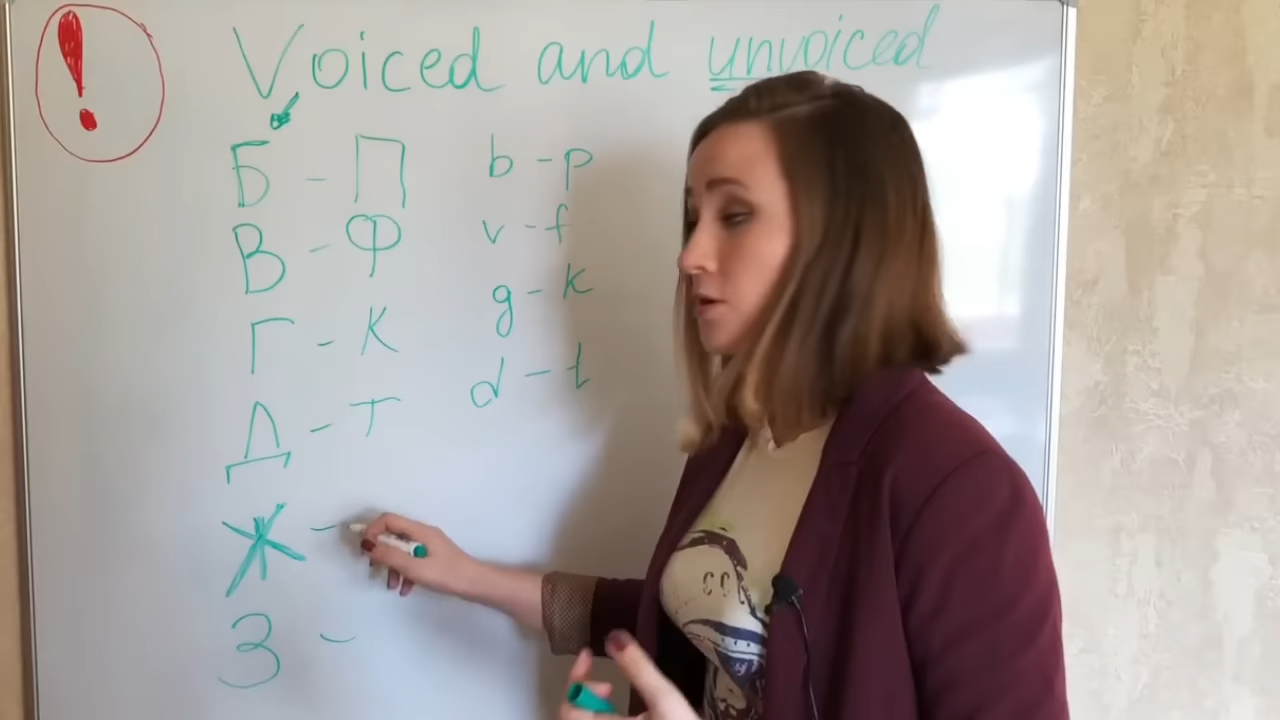 !
Voiced and unvoiced
Б - П b - p
В - Ф v - f
Г - К g - k
Д - Т d - t
Ж -
З -